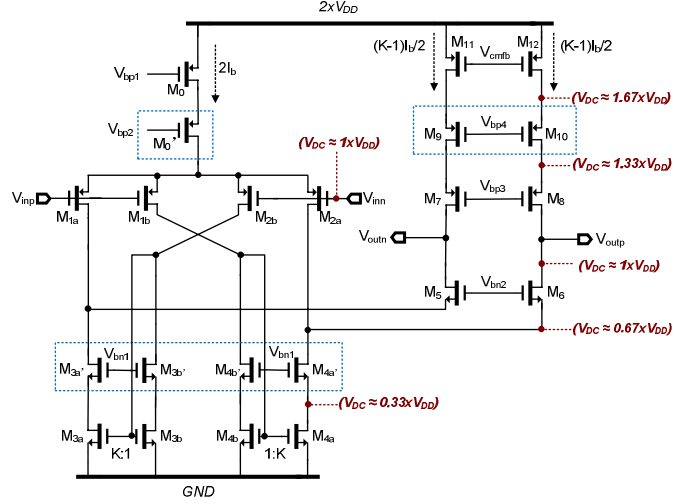 2xV_DD
(K-1)I_b/2
M_11
V_cmfb
M_12
(K-1)I_b/2
V_bp1
M_0
2I_b
(V_DC ≈ 1.67xV_DD)
V_bp2
M_0'
M_9
V_bp4
M_10
(V_DC ≈ 1xV_DD)
(V_DC ≈ 1.33xV_DD)
V_inp
M_1a
M_1b
M_2b
M_2a
V_inn
M_7
V_bp3
M_8
V_outn
V_outp
(V_DC ≈ 1xV_DD)
M_5
V_bn2
M_6
(V_DC ≈ 0.67xV_DD)
M_3a'
V_bn1
M_3b'
M_4b'
V_bn1
M_4a'
(V_DC ≈ 0.33xV_DD)
M_3a
K:1
M_3b
M_4b
1:K
M_4a
GND